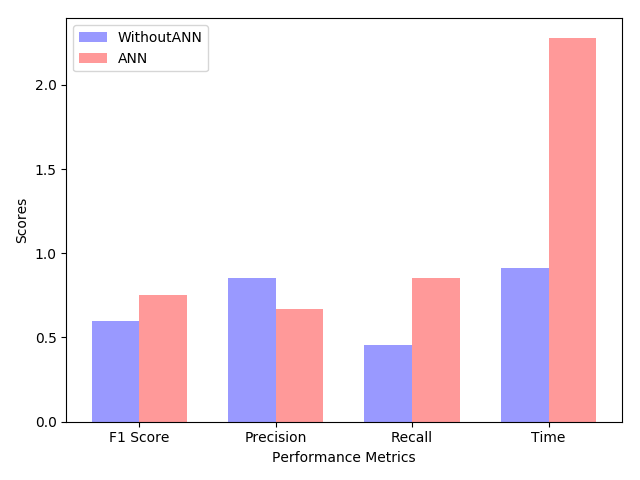 WithoutANN
ANN
Scores
2.0
1.5
1.0
0.5
0.0
F1 Score Precision Recall Time
Performance Metrics